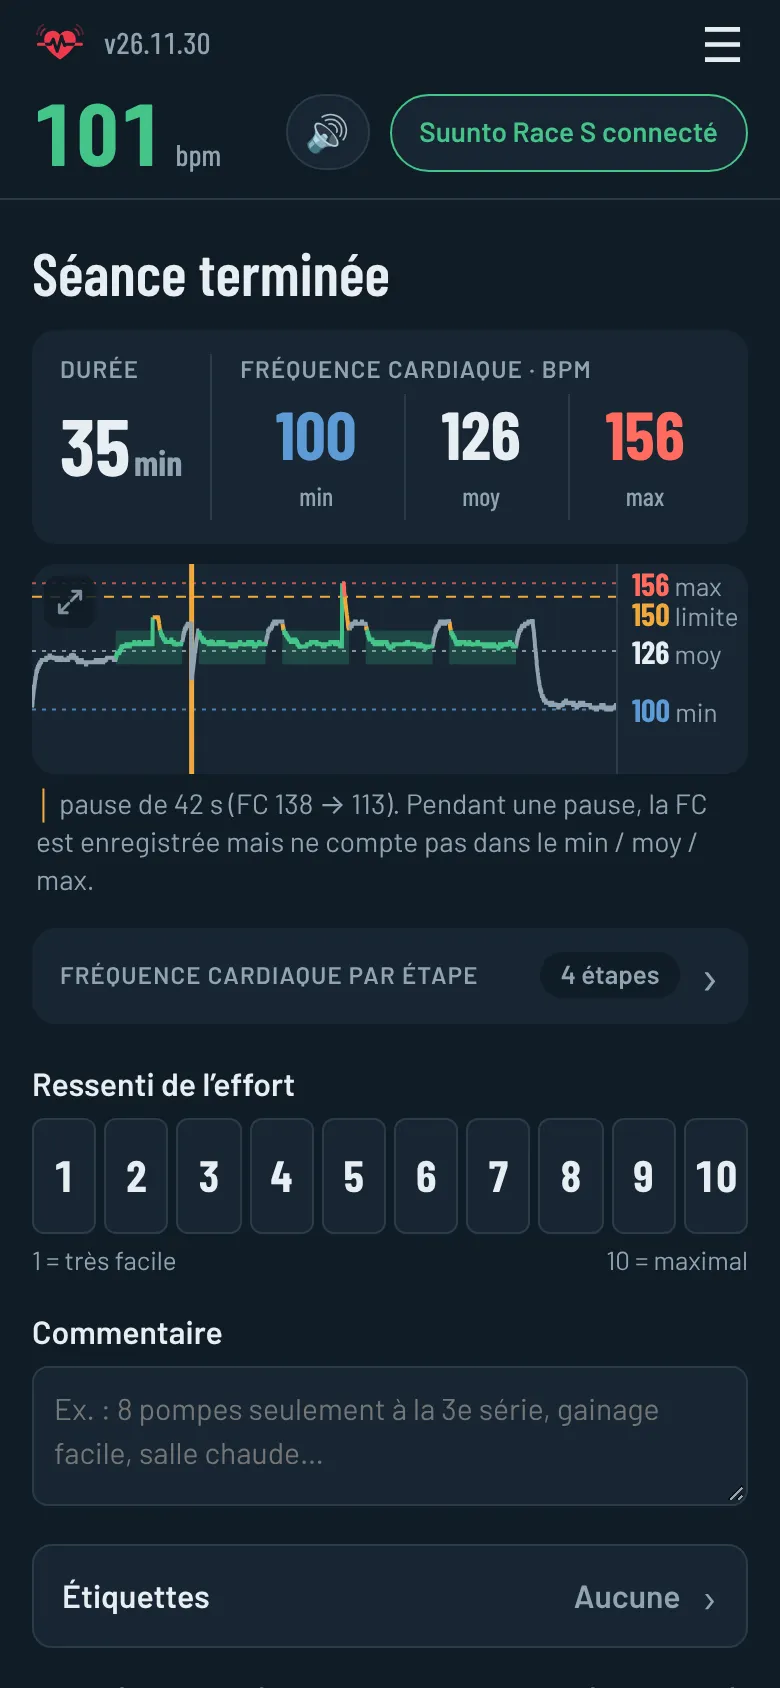 v26.11.30
101 bpm
Suunto Race S connecté
Séance terminée
DURÉE
35 min
FRÉQUENCE CARDIAQUE · BPM
100
min
126
moy
156
max
156 max
150 limite
126 moy
100 min
pause de 42 s (FC 138 → 113). Pendant une pause, la FC
est enregistrée mais ne compte pas dans le min / moy /
max.
FRÉQUENCE CARDIAQUE PAR ÉTAPE 4 étapes ›
Ressenti de l’effort
1 2 3 4 5 6 7 8 9 10
1 = très facile 10 = maximal
Commentaire
Ex. : 8 pompes seulement à la 3e série, gainage
facile, salle chaude…
Étiquettes Aucune ›